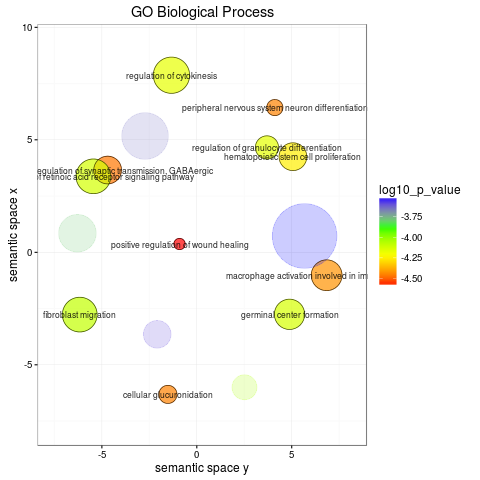 GO Biological Process
10
regulation of cytokinesis
peripheral nervous system neuron differentiation
5
regulation of granulocyte differentiation
hematopoietic stem cell proliferation
egulation of synaptic transmission, GABAergic
retinoic acid receptor signaling pathway
log10_p_value
-3.75
-4.00
-4.25
-4.50
semantic space x
positive regulation of wound healing
0
macrophage activation involved in im
fibroblast migration
germinal center formation
-5
cellular glucuronidation
-5
0
5
semantic space y